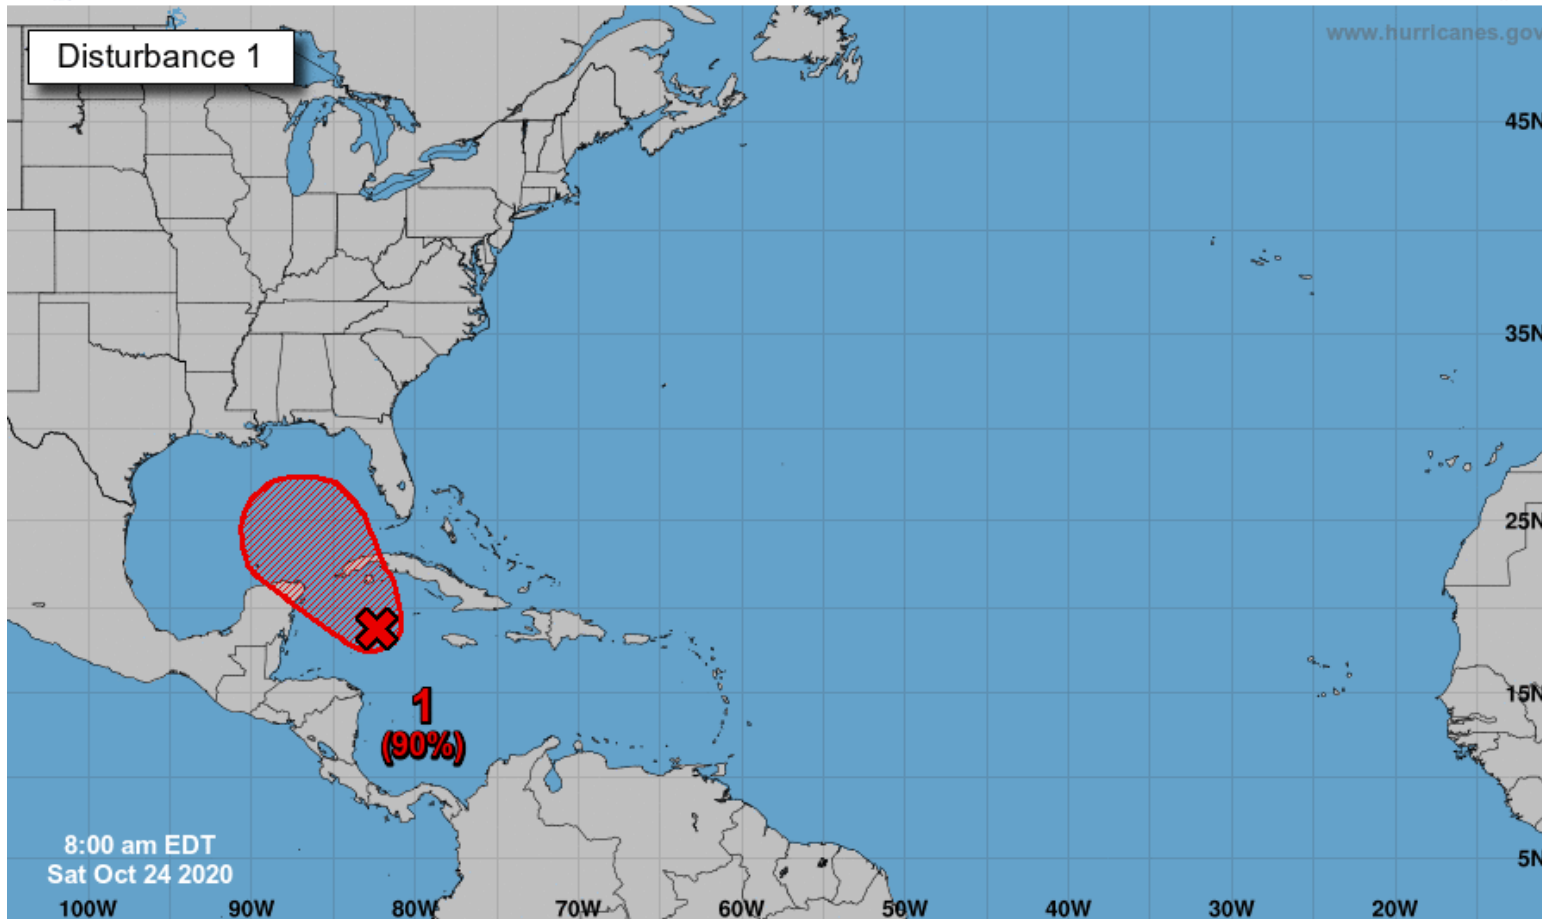 Disturbance 1
www.hurricanes.gov
45N
35N
25N
15N
1
(90%)
8:00 am EDT
Sat Oct 24 2020
5N
100W 90W 80W 70W 60W 50W 40W 30W 20W